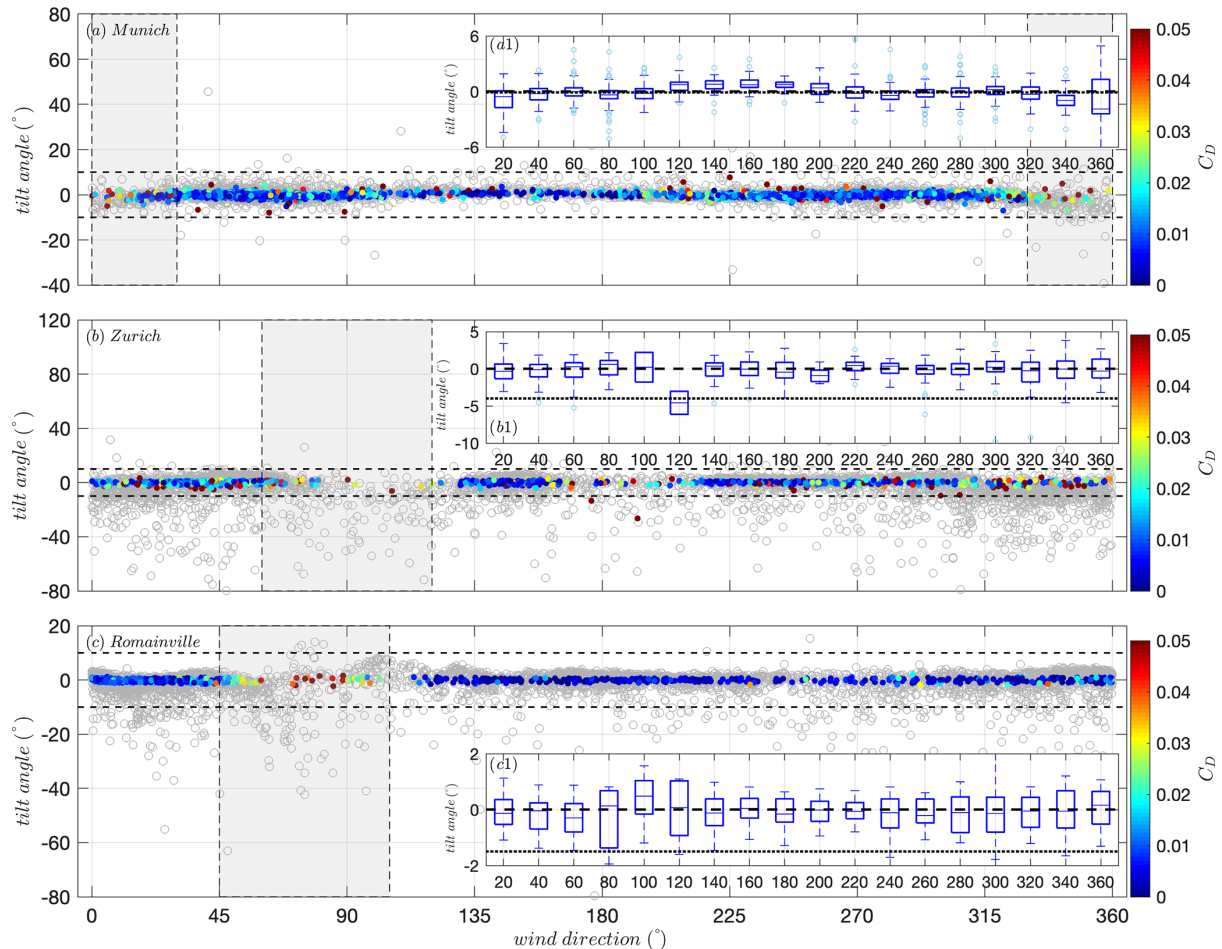 (a) Munich
80
60
40
20
0
-20
-40
tilt angle (°)
(d1)
6
0
-6
tilt angle (°)
20 40 60 80 100 120 140 160 180 200 220 240 260 280 300 320 340 360
0.05
0.04
0.03
0.02
0.01
0
C_D
(b) Zurich
120
80
40
0
-40
-80
tilt angle (°)
5
0
-5
-10
tilt angle (°)
(b1)
20 40 60 80 100 120 140 160 180 200 220 240 260 280 300 320 340 360
0.05
0.04
0.03
0.02
0.01
0
C_D
(c) Romainville
20
0
-20
-40
-60
-80
tilt angle (°)
(c1)
2
0
-2
tilt angle (°)
20 40 60 80 100 120 140 160 180 200 220 240 260 280 300 320 340 360
0.05
0.04
0.03
0.02
0.01
0
C_D
0 45 90 135 180 225 270 315 360
wind direction (°)